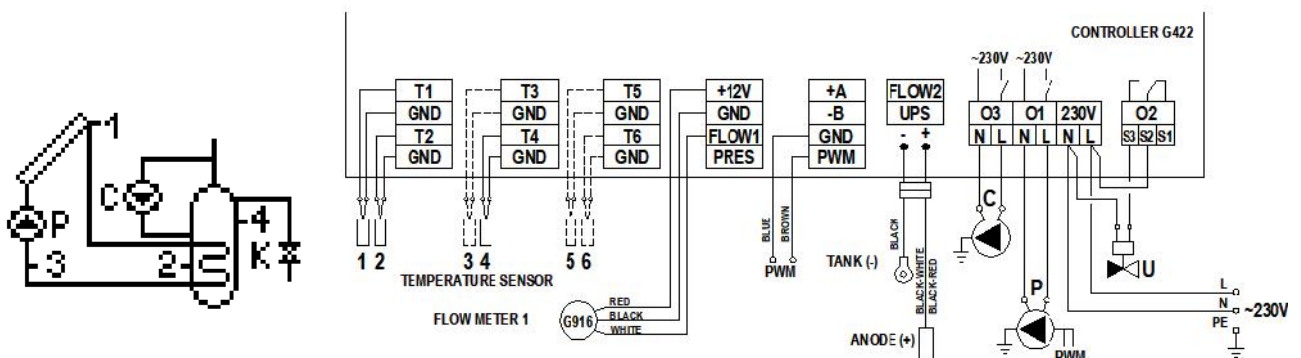 CONTROLLER G422
~230V ~230V
T1 T3 T5 +12V +A FLOW2
GND GND GND GND -B UPS O3 O1 230V O2
T2 T4 T6 FLOW1 GND - + N L N L N L S3 S2 S1
GND GND GND PRES PWM
1
C
P
4
3
2
K
BLUE
BROWN
BLACK
C
1 2 3 4 5 6
TEMPERATURE SENSOR
PWM
TANK (-)
BLACK-WHITE
BLACK-RED
U
FLOW METER 1
G916
RED
BLACK
WHITE
P
L
N
PE
~230V
ANODE (+)
PWM